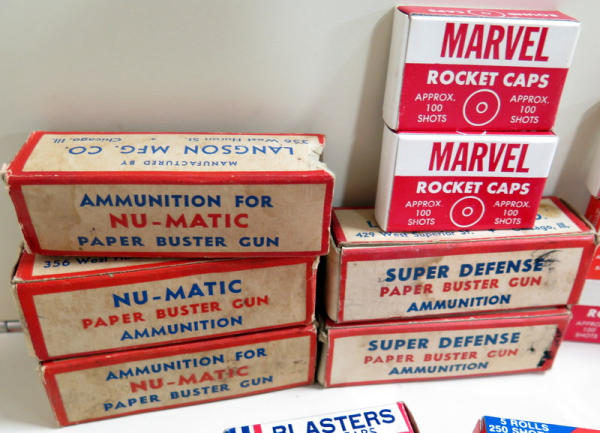 MANUFACTURED BY
LANGSON MFG. CO.
356 West Huron St. Chicago, Ill.
AMMUNITION FOR
NU-MATIC
PAPER BUSTER GUN
356 West
NU-MATIC
PAPER BUSTER GUN
AMMUNITION
AMMUNITION FOR
NU-MATIC
PAPER BUSTER GUN
MARVEL
ROCKET CAPS
APPROX. 100 SHOTS
APPROX. 100 SHOTS
MARVEL
ROCKET CAPS
APPROX. 100 SHOTS
APPROX. 100 SHOTS
429 West Superior St. Chicago, Ill.
SUPER DEFENSE
PAPER BUSTER GUN
AMMUNITION
SUPER DEFENSE
PAPER BUSTER GUN
AMMUNITION
BLASTERS
CAPS
5 ROLLS
250 SHOTS